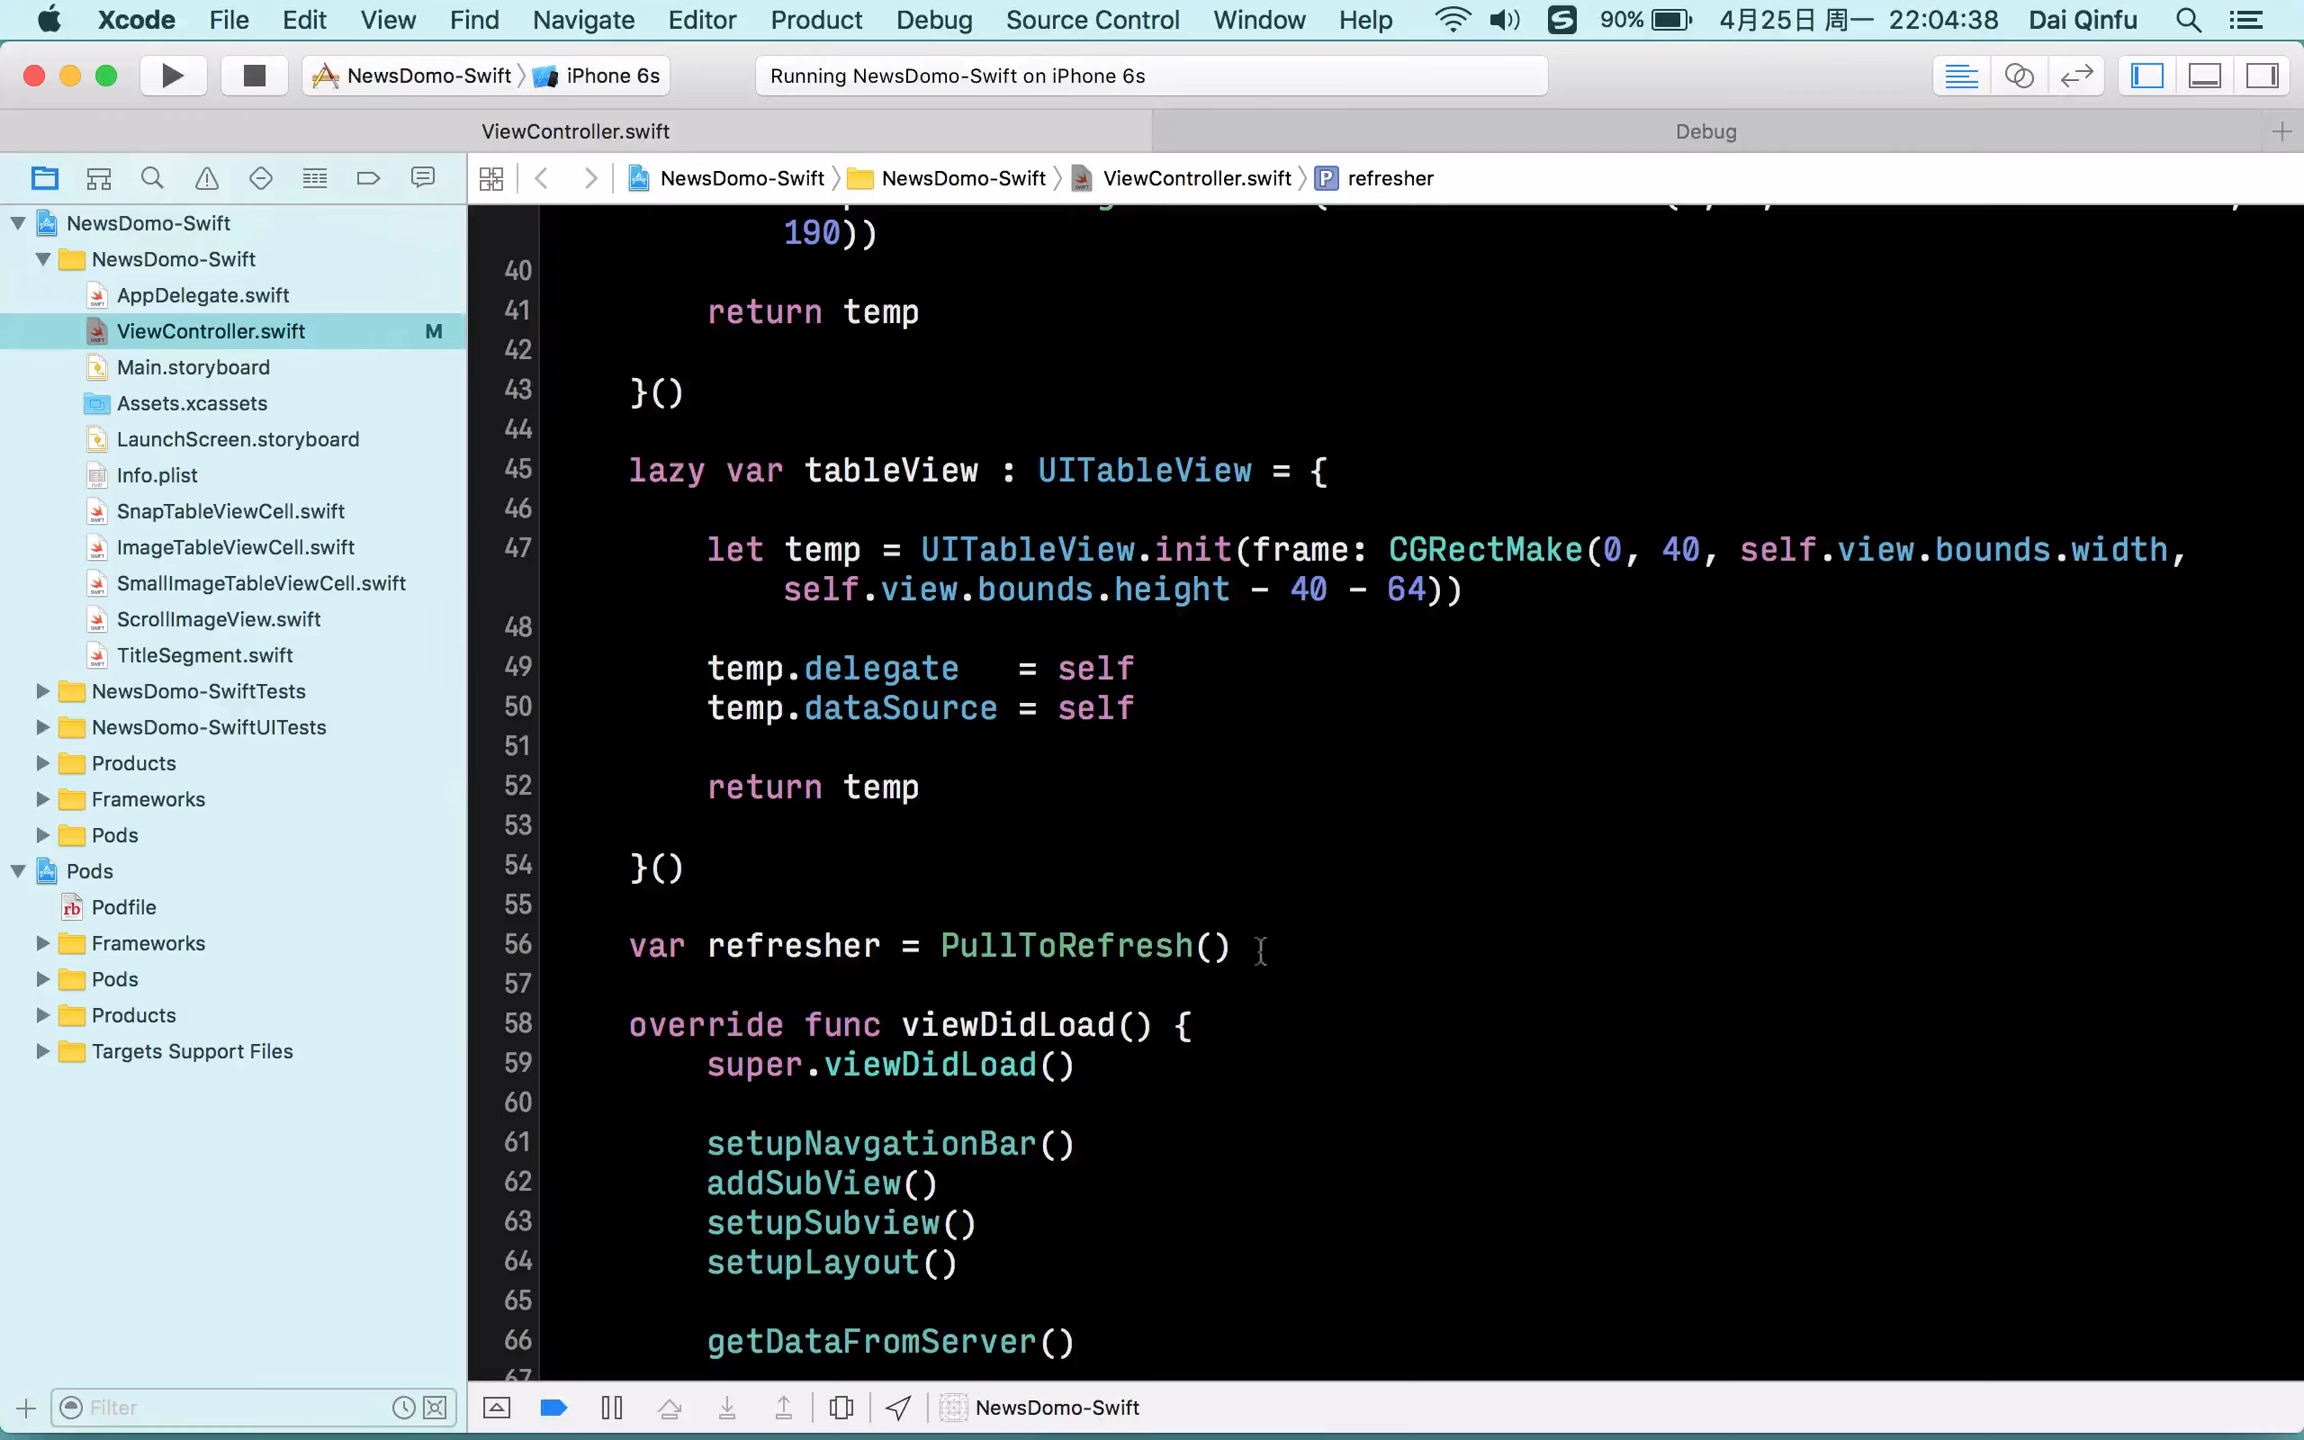 Xcode File Edit View Find Navigate Editor Product Debug Source Control Window Help 90% 4月25日 周一 22:04:38 Dai Qinfu
NewsDomo-Swift iPhone 6s Running NewsDomo-Swift on iPhone 6s
ViewController.swift Debug
NewsDomo-Swift NewsDomo-Swift ViewController.swift P refresher
NewsDomo-Swift
NewsDomo-Swift
AppDelegate.swift
ViewController.swift M
Main.storyboard
Assets.xcassets
LaunchScreen.storyboard
Info.plist
SnapTableViewCell.swift
ImageTableViewCell.swift
SmallImageTableViewCell.swift
ScrollImageView.swift
TitleSegment.swift
NewsDomo-SwiftTests
NewsDomo-SwiftUITests
Products
Frameworks
Pods
Pods
rb Podfile
Frameworks
Pods
Products
Targets Support Files
Filter
190))
40
41 return temp
42
43 }()
44
45 lazy var tableView : UITableView = {
46
47 let temp = UITableView.init(frame: CGRectMake(0, 40, self.view.bounds.width,
self.view.bounds.height - 40 - 64))
48
49 temp.delegate   = self
50 temp.dataSource = self
51
52 return temp
53
54 }()
55
56 var refresher = PullToRefresh()
57
58 override func viewDidLoad() {
59 super.viewDidLoad()
60
61 setupNavgationBar()
62 addSubView()
63 setupSubview()
64 setupLayout()
65
66 getDataFromServer()
67
NewsDomo-Swift